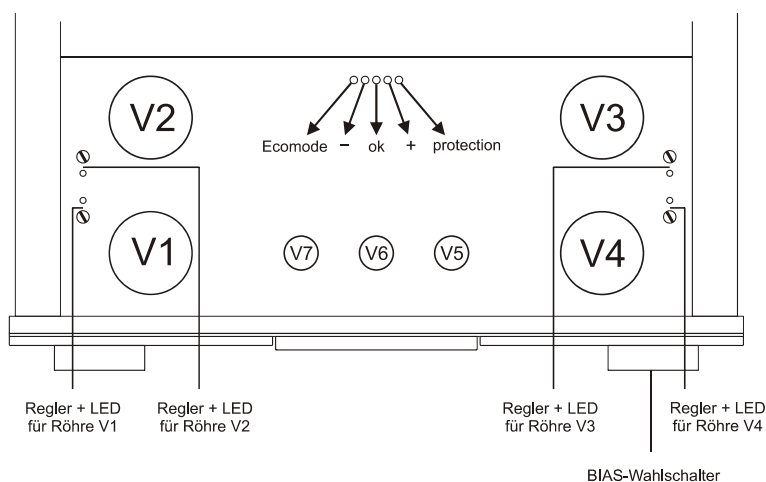 V2
V3
Ecomode – ok + protection
V1
V7
V6
V5
V4
Regler + LED
für Röhre V1
Regler + LED
für Röhre V2
Regler + LED
für Röhre V3
Regler + LED
für Röhre V4
BIAS-Wahlschalter